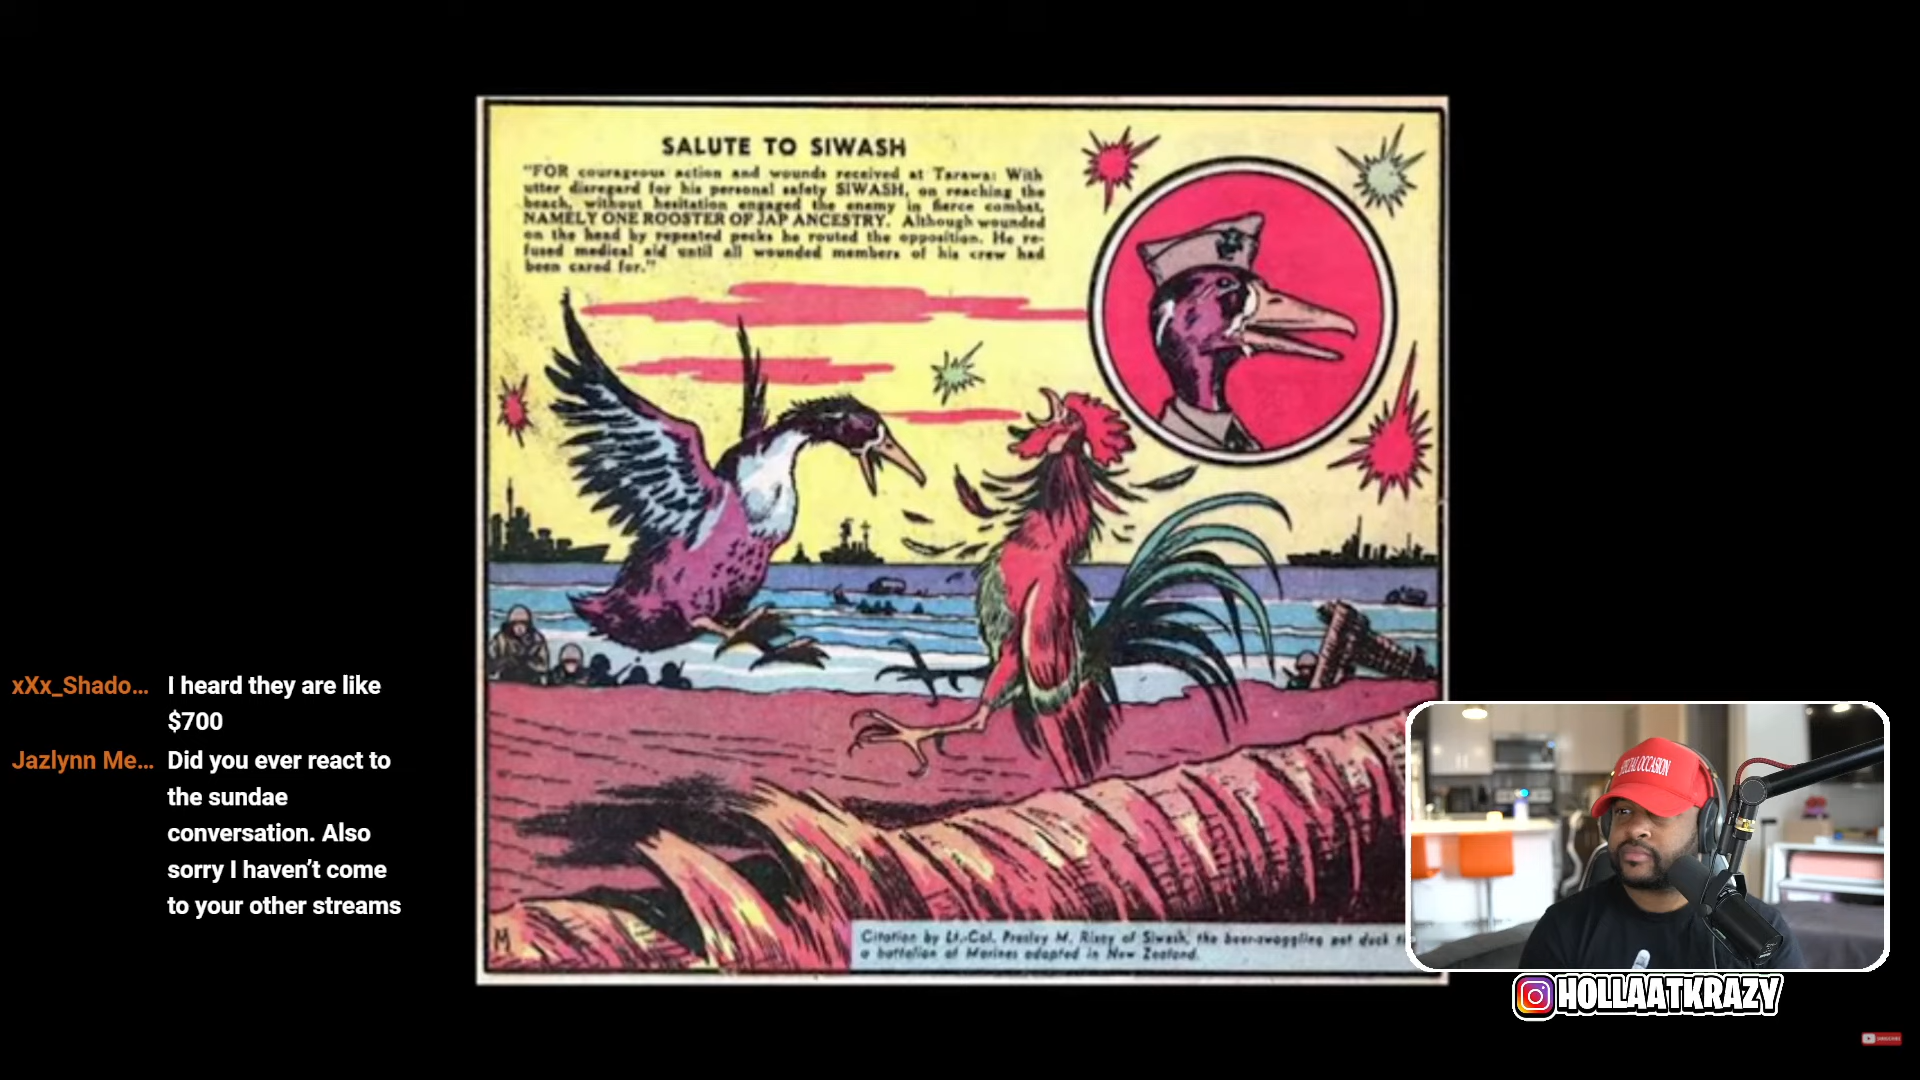 SALUTE TO SIWASH
"FOR courageous action and wounds received at Tarawa: With
utter disregard for his personal safety SIWASH, on reaching the
beach, without hesitation engaged the enemy in fierce combat,
NAMELY ONE ROOSTER OF JAP ANCESTRY. Although wounded
on the head by repeated pecks he routed the opposition. He re-
fused medical aid until all wounded members of his crew had
been cared for."
M
Citation by Lt.-Col. Presley M. Rixey of Siwash, the beer-swaggling pet duck
a battalion of Marines adopted in New Zealand.
xXx_Shado... I heard they are like
$700
Jazlynn Me... Did you ever react to
the sundae
conversation. Also
sorry I haven't come
to your other streams
SPECIAL OCCASION
HOLLAATKRAZY
SUBSCRIBE